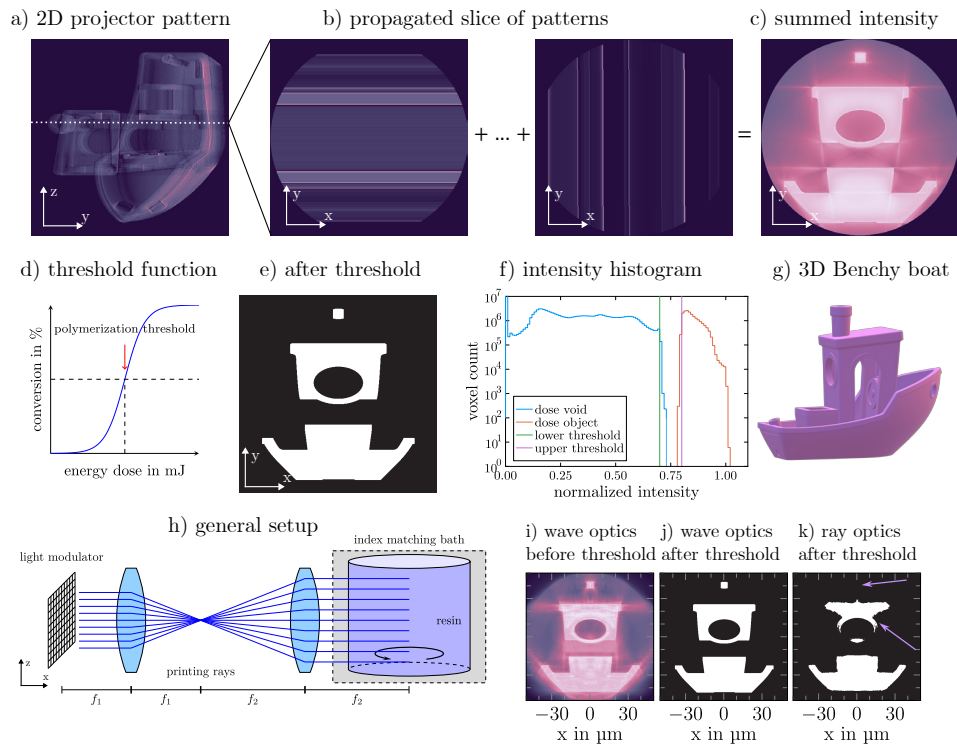 a) 2D projector pattern
b) propagated slice of patterns
c) summed intensity
z
y
y
x
+ ... +
y
x
=
y
x
d) threshold function
e) after threshold
f) intensity histogram
g) 3D Benchy boat
conversion in %
polymerization threshold
energy dose in mJ
y
x
voxel count
10^7
10^6
10^5
10^4
10^3
10^2
10^1
10^0
dose void
dose object
lower threshold
upper threshold
0.00 0.25 0.50 0.75 1.00
normalized intensity
h) general setup
light modulator
index matching bath
resin
printing rays
z
x
f₁ f₁ f₂ f₂
i) wave optics
before threshold
j) wave optics
after threshold
k) ray optics
after threshold
−30 0 30
x in µm
−30 0 30
x in µm
−30 0 30
x in µm